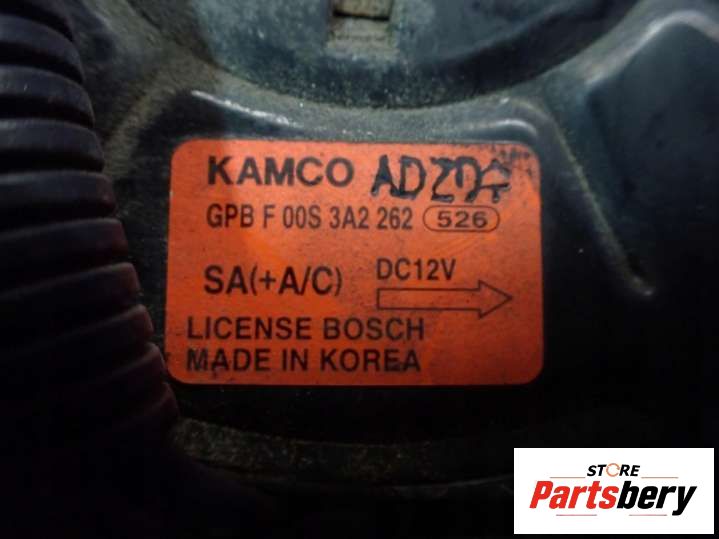 KAMCO
GPB F 00S 3A2 262 526
SA(+A/C) DC12V
LICENSE BOSCH
MADE IN KOREA
STORE
Partsbery